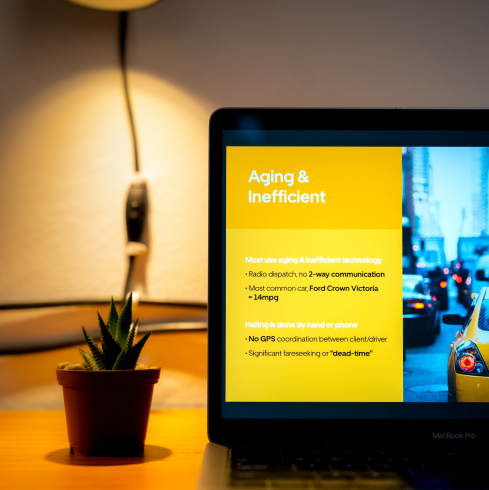 Aging &
Inefficient
Most use aging & inefficient technology
• Radio dispatch, no 2-way communication
• Most common car, Ford Crown Victoria
= 14mpg
Hailing is done by hand or phone
• No GPS coordination between client/driver
• Significant fareseeking or "dead-time"
MacBook Pro